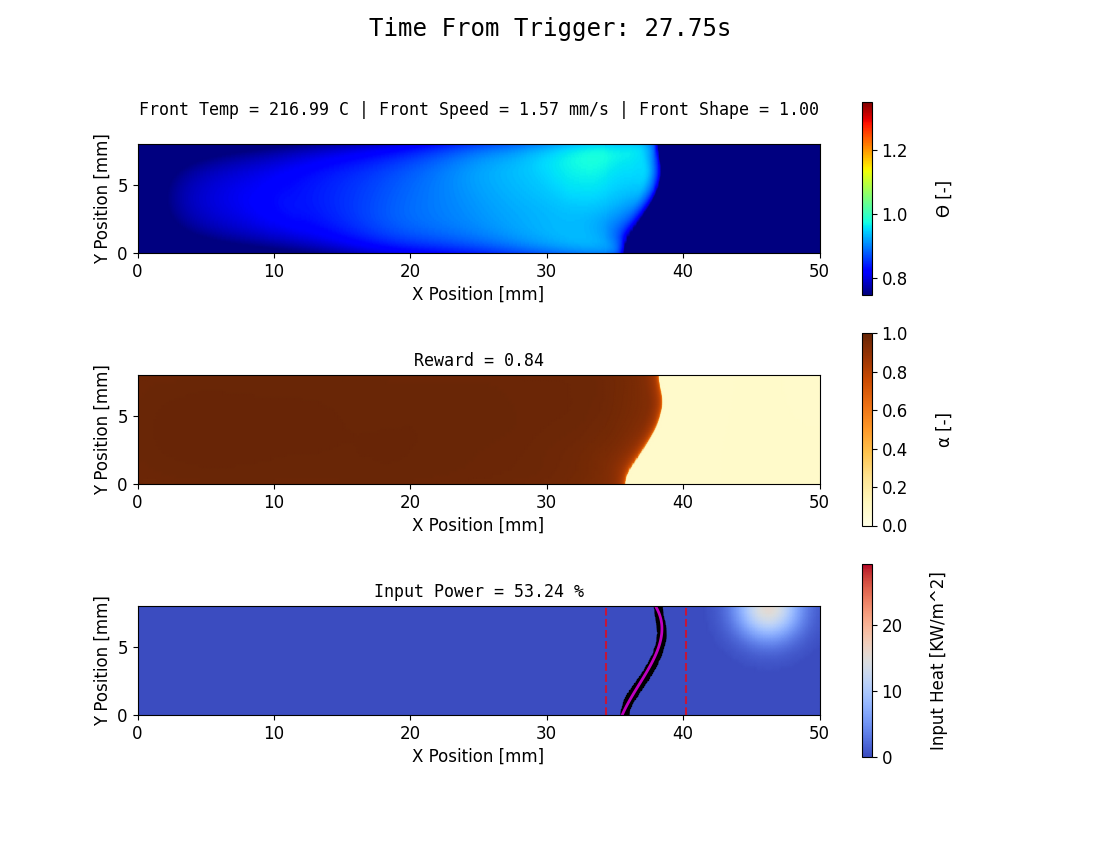 Time From Trigger: 27.75s
Front Temp = 216.99 C | Front Speed = 1.57 mm/s | Front Shape = 1.00
Y Position [mm]
5
0
0 10 20 30 40 50
X Position [mm]
1.2
1.0
0.8
Θ [-]
Reward = 0.84
Y Position [mm]
5
0
0 10 20 30 40 50
X Position [mm]
1.0
0.8
0.6
0.4
0.2
0.0
α [-]
Input Power = 53.24 %
Y Position [mm]
5
0
0 10 20 30 40 50
X Position [mm]
20
10
0
Input Heat [KW/m^2]